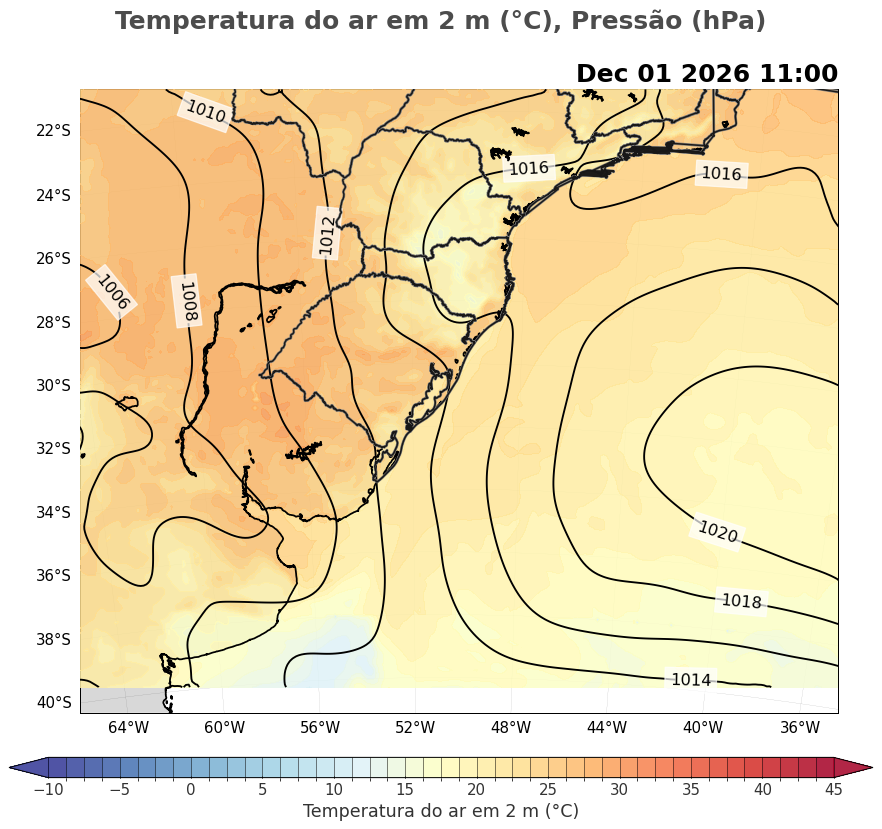 Temperatura do ar em 2 m (°C), Pressão (hPa)
Dec 01 2026 11:00
22°S
24°S
26°S
28°S
30°S
32°S
34°S
36°S
38°S
40°S
1010
1016
1016
1012
1006
1008
1020
1018
1014
64°W
60°W
56°W
52°W
48°W
44°W
40°W
36°W
−10
−5
0
5
10
15
20
25
30
35
40
45
Temperatura do ar em 2 m (°C)